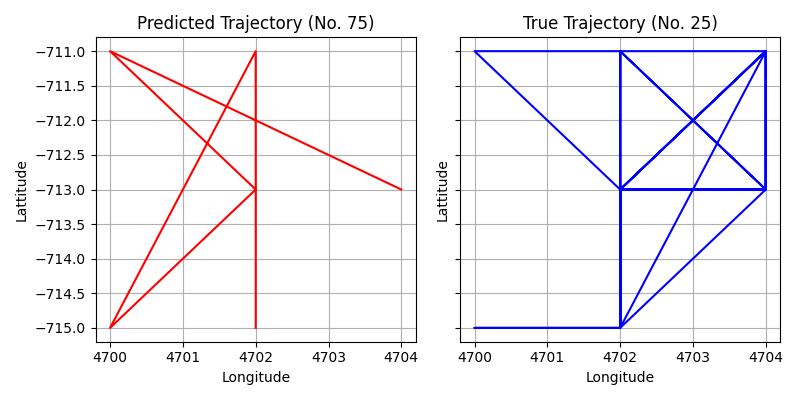 Predicted Trajectory (No. 75)
True Trajectory (No. 25)
Lattitude
−711.0
−711.5
−712.0
−712.5
−713.0
−713.5
−714.0
−714.5
−715.0
4700 4701 4702 4703 4704
Longitude
Lattitude
4700 4701 4702 4703 4704
Longitude